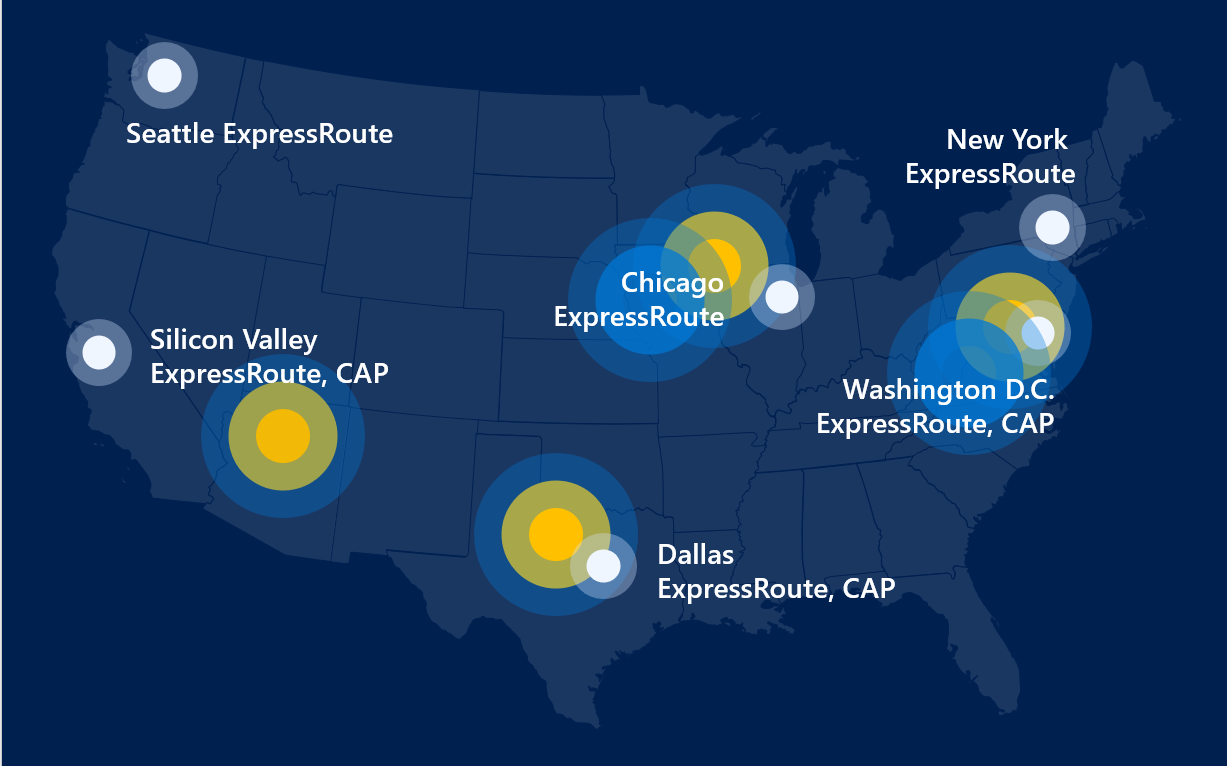 Seattle ExpressRoute
New York
ExpressRoute
Chicago
ExpressRoute
Silicon Valley
ExpressRoute, CAP
Washington D.C.
ExpressRoute, CAP
Dallas
ExpressRoute, CAP